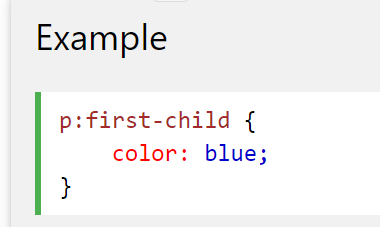 Example
p:first-child {
    color: blue;
}